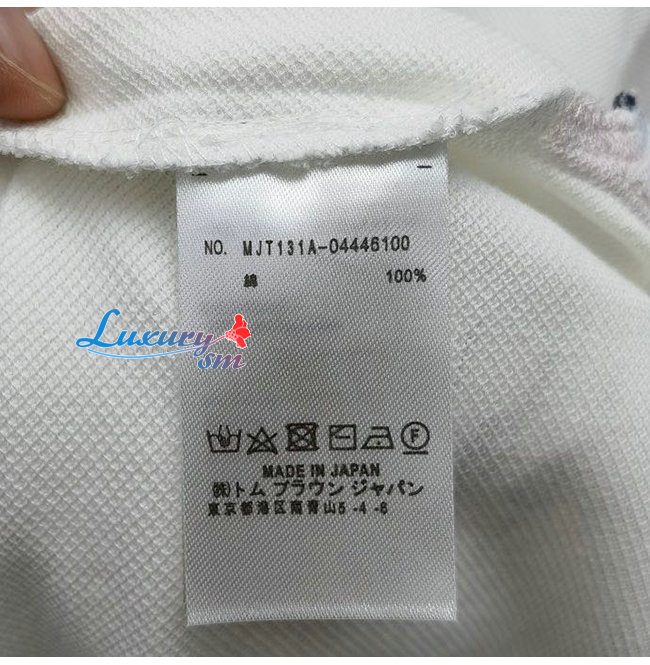 NO. MJT131A-04446100
綿 100%
Luxury
sm
MADE IN JAPAN
㈱トム ブラウン ジャパン
東京都港区南青山5-4-6